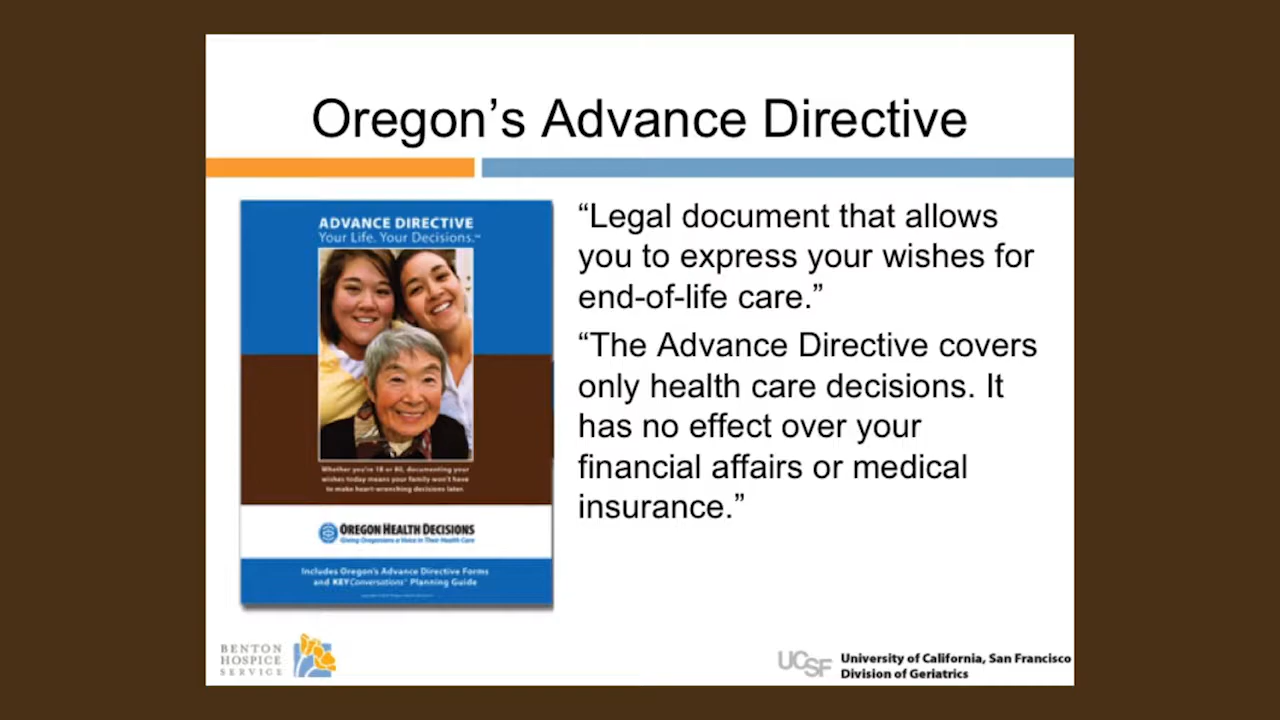 Oregon’s Advance Directive
ADVANCE DIRECTIVE
Your Life. Your Decisions.™
Whether you're 18 or 80, documenting your
wishes today means your family won't have
to make heart-wrenching decisions later.
OREGON HEALTH DECISIONS
Giving Oregonians a Voice in Their Health Care
Includes Oregon's Advance Directive Forms
and KEY Conversations™ Planning Guide
“Legal document that allows
you to express your wishes for
end-of-life care.”
“The Advance Directive covers
only health care decisions. It
has no effect over your
financial affairs or medical
insurance.”
BENTON
HOSPICE
SERVICE
UCSF
University of California, San Francisco
Division of Geriatrics